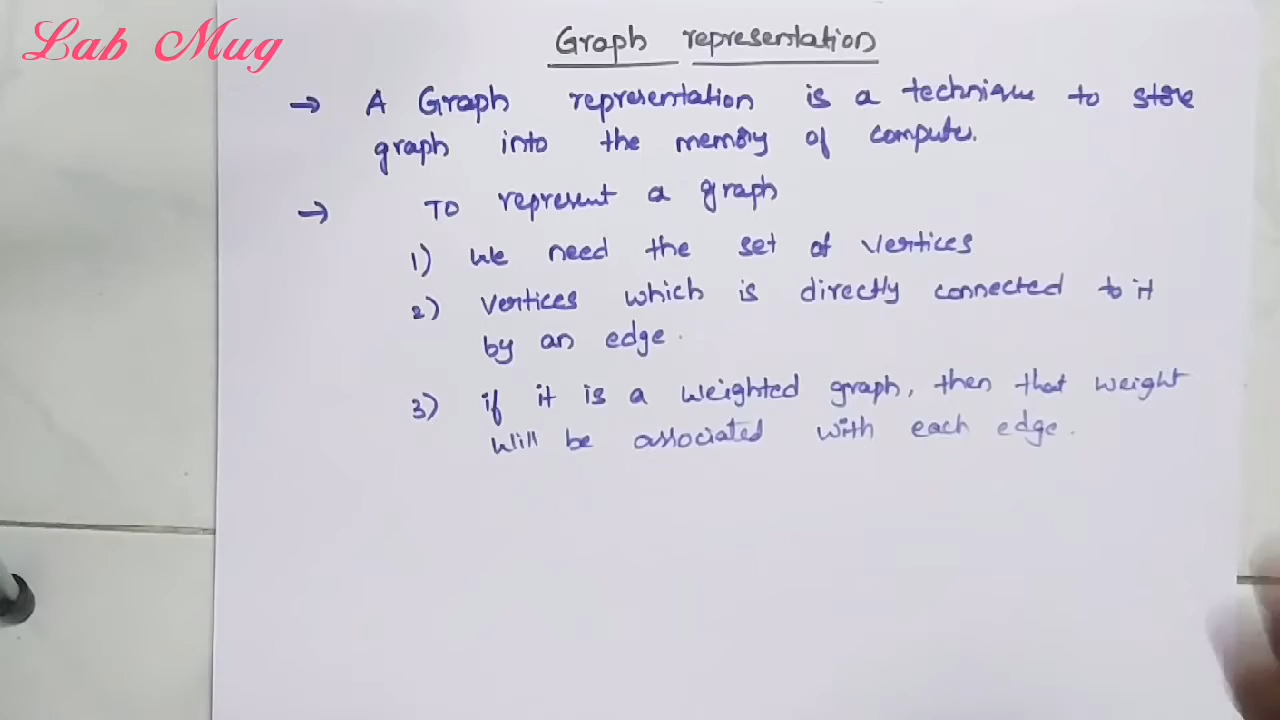 Lab Mug
Graph representation
→ A Graph representation is a technique to store
graph into the memory of computer.
→ To represent a graph
1) We need the set of vertices
2) vertices which is directly connected to it
by an edge.
3) if it is a weighted graph, then that weight
will be associated with each edge.